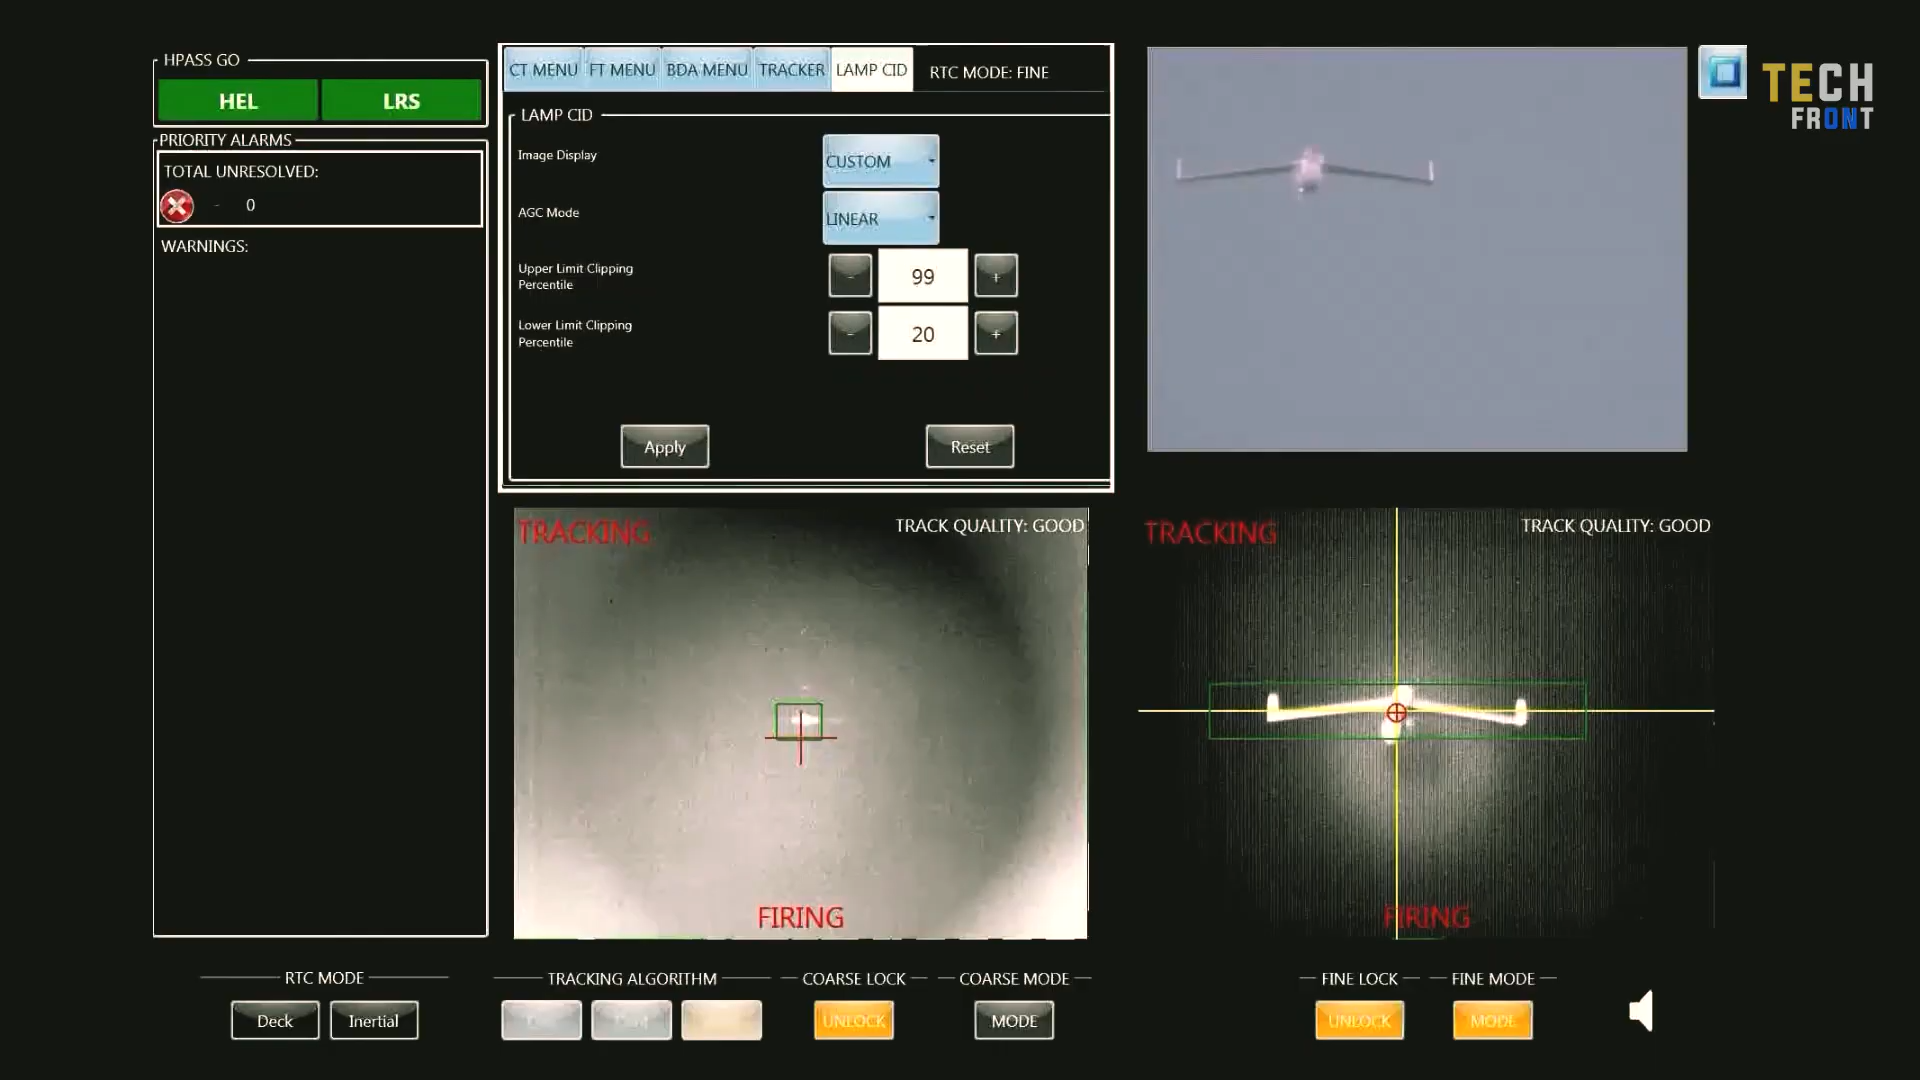 HPASS GO
HEL
LRS
PRIORITY ALARMS
TOTAL UNRESOLVED:
- 0
WARNINGS:
CT MENU
FT MENU
BDA MENU
TRACKER
LAMP CID
RTC MODE: FINE
LAMP CID
Image Display
CUSTOM
AGC Mode
LINEAR
Upper Limit Clipping
Percentile
- 99 +
Lower Limit Clipping
Percentile
- 20 +
Apply
Reset
TECH
FRONT
TRACKING
TRACK QUALITY: GOOD
FIRING
TRACKING
TRACK QUALITY: GOOD
FIRING
RTC MODE
Deck
Inertial
TRACKING ALGORITHM
COARSE LOCK
UNLOCK
COARSE MODE
MODE
FINE LOCK
UNLOCK
FINE MODE
MODE